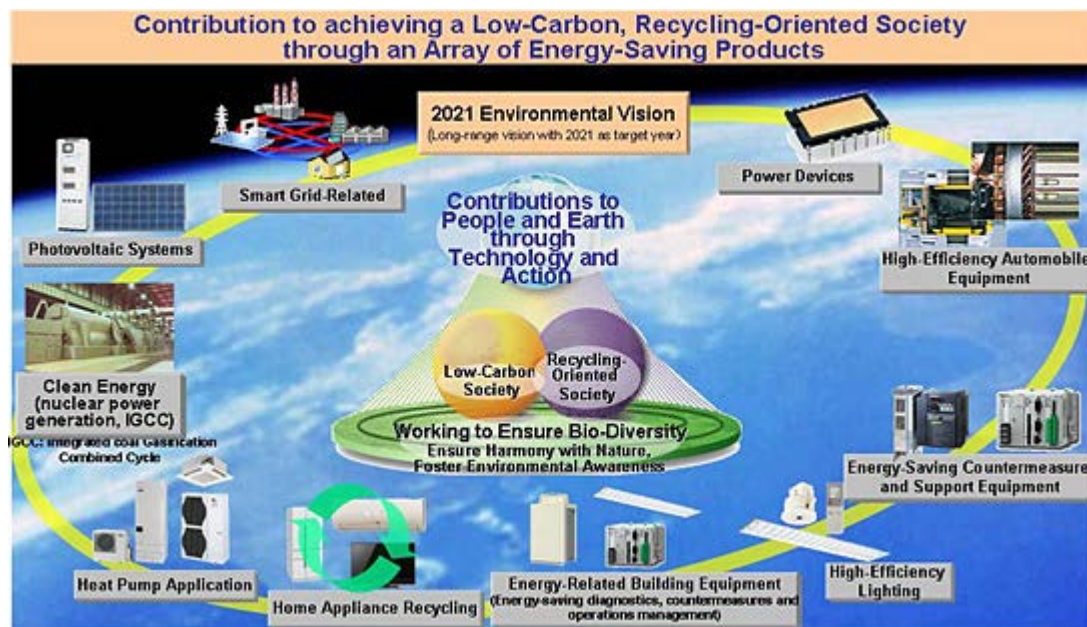 Contribution to achieving a Low-Carbon, Recycling-Oriented Society
through an Array of Energy-Saving Products
2021 Environmental Vision
(Long-range vision with 2021 as target year)
Smart Grid-Related
Power Devices
Photovoltaic Systems
High-Efficiency Automobile
Equipment
Contributions to
People and Earth
through
Technology and
Action
Low-Carbon
Society
Recycling-
Oriented
Society
Clean Energy
(nuclear power
generation, IGCC)
IGCC: Integrated coal Gasification
Combined Cycle
Working to Ensure Bio-Diversity
Ensure Harmony with Nature,
Foster Environmental Awareness
Energy-Saving Countermeasure
and Support Equipment
Heat Pump Application
Home Appliance Recycling
Energy-Related Building Equipment
(Energy-saving diagnostics, countermeasures and
operations management)
High-Efficiency
Lighting